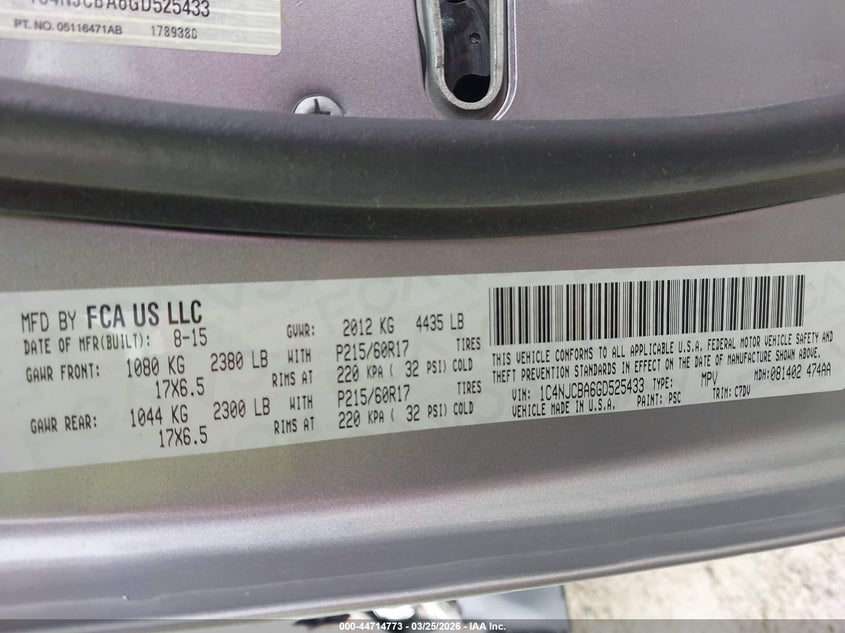 1C4NJCBA6GD525433
PT. NO. 05116471AB 1789380
MFD BY FCA US LLC
DATE OF MFR(BUILT): 8-15 GVWR: 2012 KG 4435 LB
GAWR FRONT: 1080 KG 2380 LB WITH P215/60R17 TIRES
17X6.5 RIMS AT 220 KPA ( 32 PSI) COLD
GAWR REAR: 1044 KG 2300 LB WITH P215/60R17 TIRES
17X6.5 RIMS AT 220 KPA ( 32 PSI) COLD
THIS VEHICLE CONFORMS TO ALL APPLICABLE U.S.A. FEDERAL MOTOR VEHICLE SAFETY AND
THEFT PREVENTION STANDARDS IN EFFECT ON THE DATE OF MANUFACTURE SHOWN ABOVE.
VIN: 1C4NJCBA6GD525433 TYPE: MPV MDH: 081402 474AA
VEHICLE MADE IN U.S.A. PAINT: PSC TRIM: C7DV
000-44714773 - 03/25/2026 - IAA Inc.